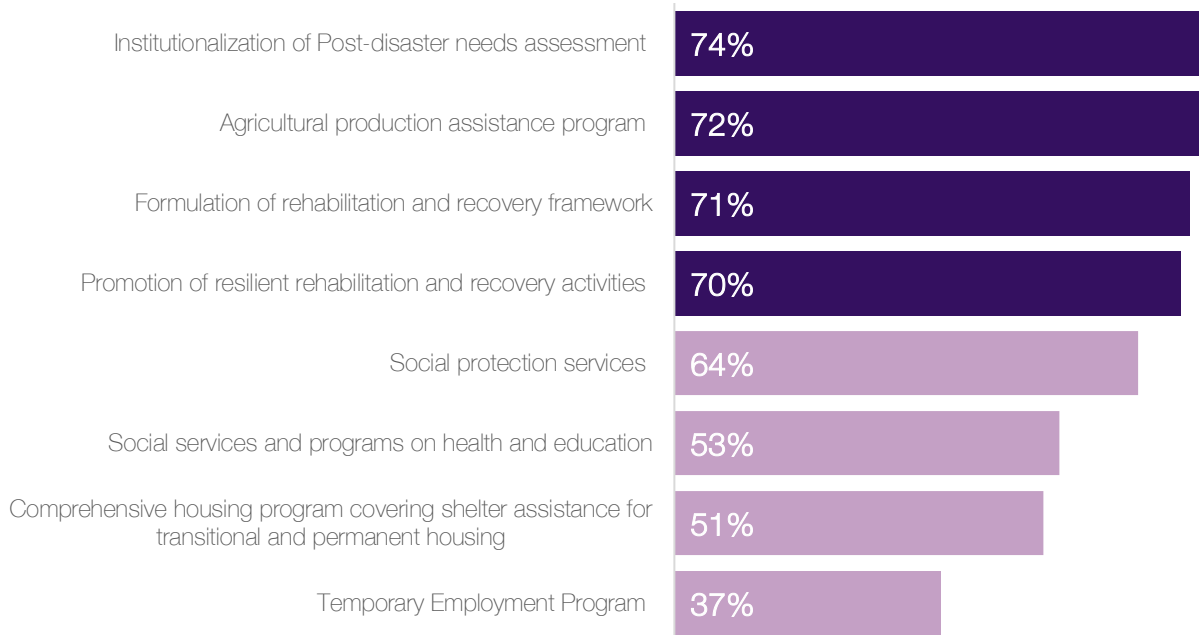 Institutionalization of Post-disaster needs assessment 74%
Agricultural production assistance program 72%
Formulation of rehabilitation and recovery framework 71%
Promotion of resilient rehabilitation and recovery activities 70%
Social protection services 64%
Social services and programs on health and education 53%
Comprehensive housing program covering shelter assistance for
transitional and permanent housing 51%
Temporary Employment Program 37%